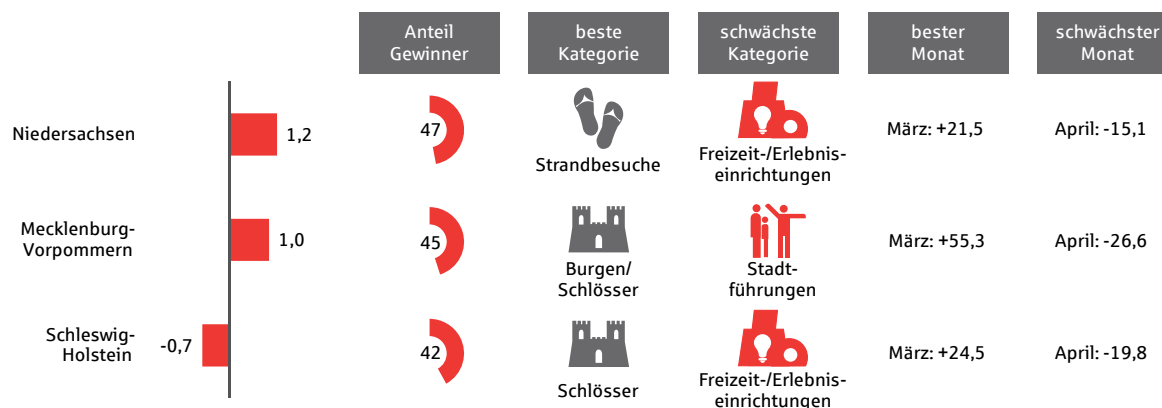 Anteil
Gewinner
beste
Kategorie
schwächste
Kategorie
bester
Monat
schwächster
Monat
Niedersachsen
1,2
47
Strandbesuche
Freizeit-/Erlebnis-
einrichtungen
März: +21,5
April: -15,1
Mecklenburg-
Vorpommern
1,0
45
Burgen/
Schlösser
Stadt-
führungen
März: +55,3
April: -26,6
Schleswig-
Holstein
-0,7
42
Schlösser
Freizeit-/Erlebnis-
einrichtungen
März: +24,5
April: -19,8